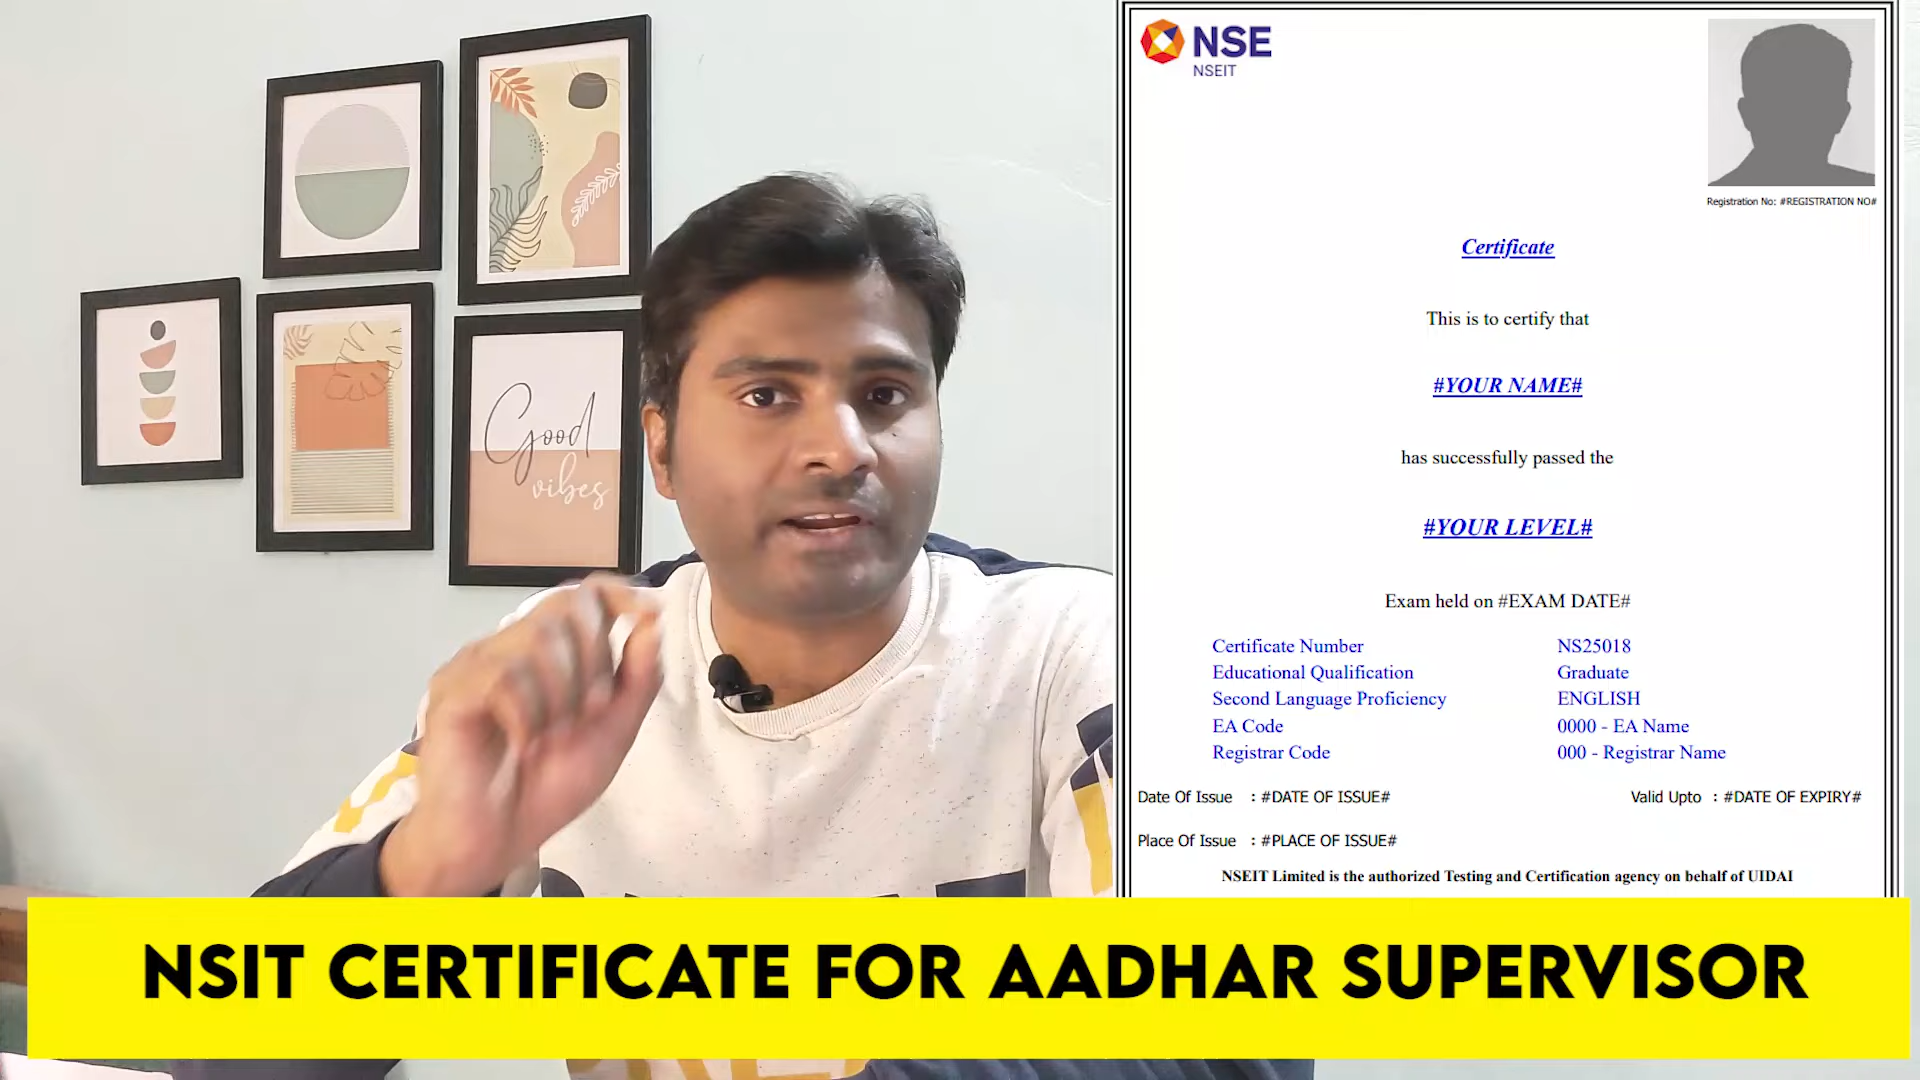 Good
vibes
NSE
NSEIT
Registration No: #REGISTRATION NO#
Certificate
This is to certify that
#YOUR NAME#
has successfully passed the
#YOUR LEVEL#
Exam held on #EXAM DATE#
Certificate Number NS25018
Educational Qualification Graduate
Second Language Proficiency ENGLISH
EA Code 0000 - EA Name
Registrar Code 000 - Registrar Name
Date Of Issue : #DATE OF ISSUE# Valid Upto : #DATE OF EXPIRY#
Place Of Issue : #PLACE OF ISSUE#
NSEIT Limited is the authorized Testing and Certification agency on behalf of UIDAI
NSIT CERTIFICATE FOR AADHAR SUPERVISOR